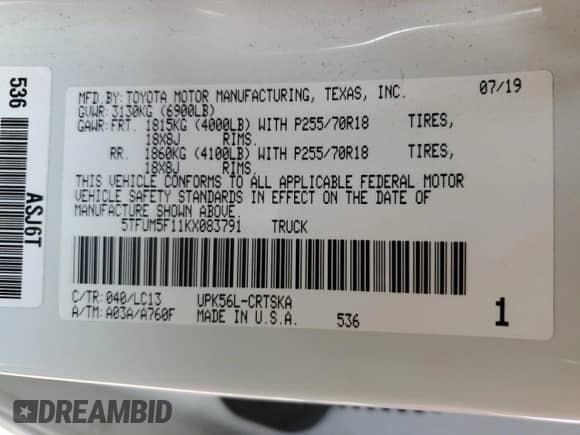 536
ASJ6T
MFD.BY:TOYOTA MOTOR MANUFACTURING, TEXAS, INC. 07/19
GVWR:3130KG (6900LB)
GAWR:FRT. 1815KG (4000LB) WITH P255/70R18 TIRES,
18X8J RIMS.
RR. 1860KG (4100LB) WITH P255/70R18 TIRES,
18X8J RIMS.
THIS VEHICLE CONFORMS TO ALL APPLICABLE FEDERAL MOTOR
VEHICLE SAFETY STANDARDS IN EFFECT ON THE DATE OF
MANUFACTURE SHOWN ABOVE.
5TFUM5F11KX083791 TRUCK
C/TR:040/LC13 UPK56L-CRTSKA
A/TM:A03A/A760F MADE IN U.S.A. 536 1
DREAMBID